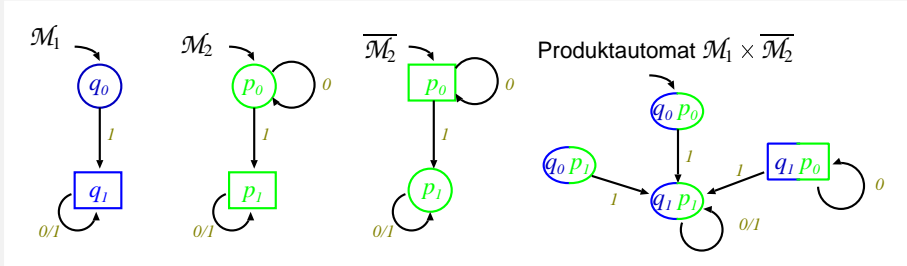 M₁
q₀
1
q₁
0/1
M₂
p₀
0
1
p₁
0/1
M̅₂̅
p₀
0
1
p₁
0/1
Produktautomat M₁ × M̅₂̅
q₀ p₀
1
q₀ p₁
1
q₁ p₀
0
1
q₁ p₁
0/1